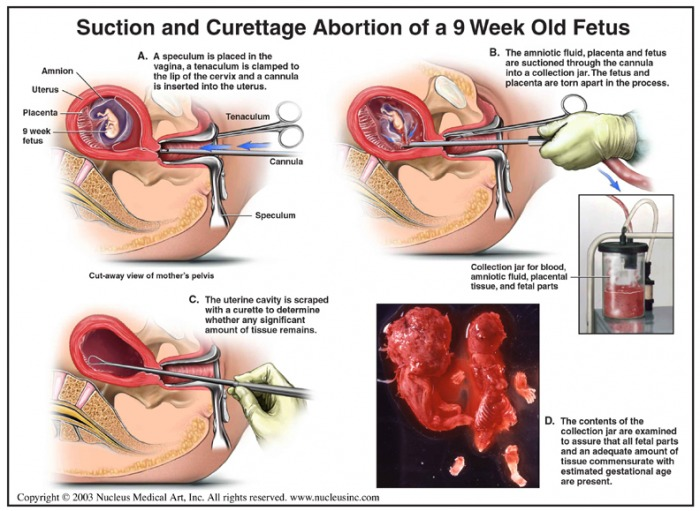 Suction and Curettage Abortion of a 9 Week Old Fetus
A. A speculum is placed in the
vagina, a tenaculum is clamped to
the lip of the cervix and a cannula
is inserted into the uterus.
Amnion
Uterus
Placenta
9 week
fetus
Tenaculum
Cannula
Speculum
Cut-away view of mother's pelvis
B. The amniotic fluid, placenta and fetus
are suctioned through the cannula
into a collection jar. The fetus and
placenta are torn apart in the process.
Collection jar for blood,
amniotic fluid, placental
tissue, and fetal parts
C. The uterine cavity is scraped
with a curette to determine
whether any significant
amount of tissue remains.
D. The contents of the
collection jar are examined
to assure that all fetal parts
and an adequate amount of
tissue commensurate with
estimated gestational age
are present.
Copyright © 2003 Nucleus Medical Art, Inc. All rights reserved. www.nucleusinc.com